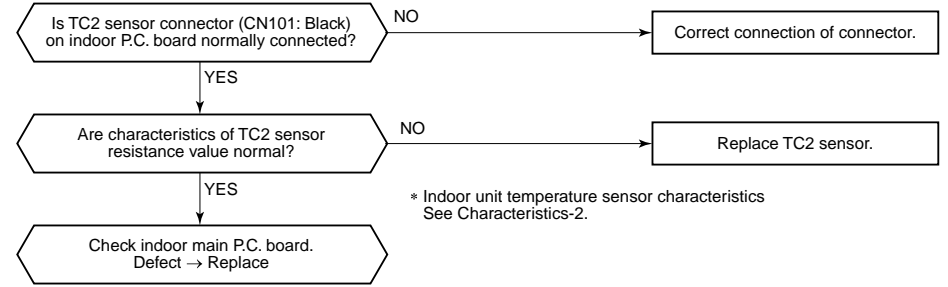 Is TC2 sensor connector (CN101: Black)
on indoor P.C. board normally connected?
NO
Correct connection of connector.
YES
Are characteristics of TC2 sensor
resistance value normal?
NO
Replace TC2 sensor.
YES
* Indoor unit temperature sensor characteristics
See Characteristics-2.
Check indoor main P.C. board.
Defect → Replace